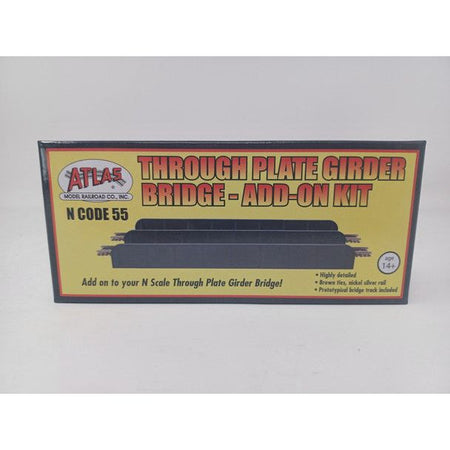 ATLAS
MODEL RAILROAD CO., INC.
N CODE 55
THROUGH PLATE GIRDER
BRIDGE - ADD-ON KIT
Add on to your N Scale Through Plate Girder Bridge!
• Highly detailed
• Brown ties, nickel silver rail
• Prototypical bridge track included
age
14+